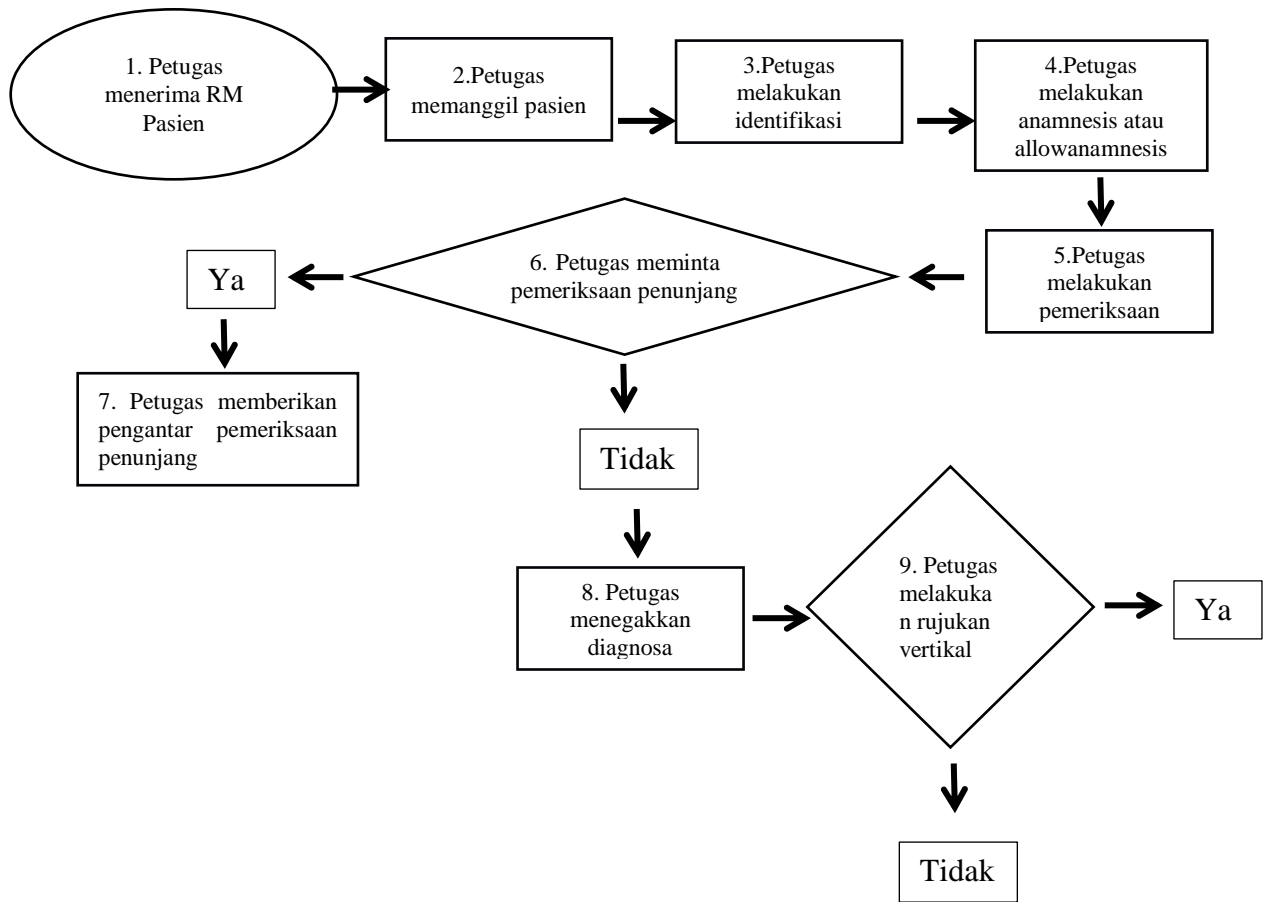 1. Petugas
menerima RM
Pasien
2.Petugas
memanggil pasien
3.Petugas
melakukan
identifikasi
4.Petugas
melakukan
anamnesis atau
allowanamnesis
5.Petugas
melakukan
pemeriksaan
6. Petugas meminta
pemeriksaan penunjang
Ya
7. Petugas memberikan
pengantar pemeriksaan
penunjang
Tidak
8. Petugas
menegakkan
diagnosa
9. Petugas
melakuka
n rujukan
vertikal
Ya
Tidak